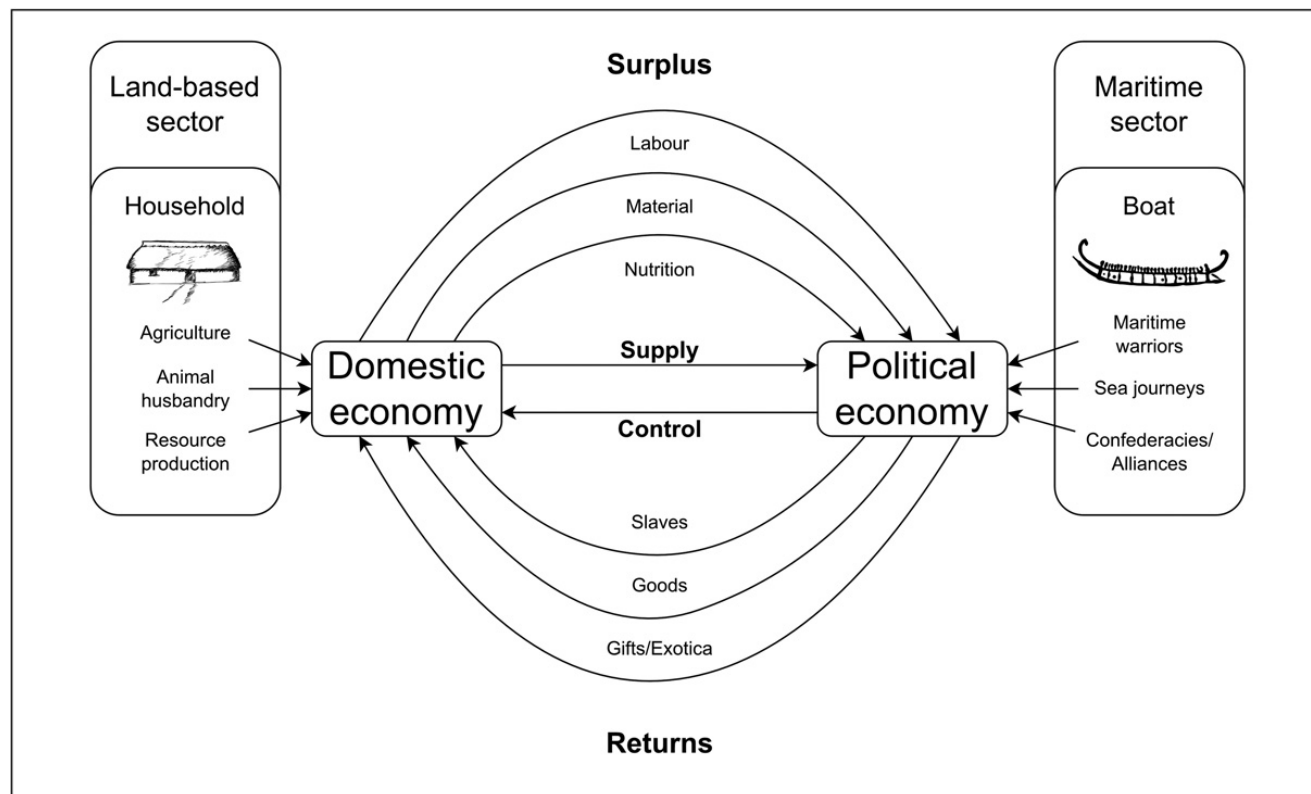 Surplus
Land-based
sector
Household
Agriculture
Animal
husbandry
Resource
production
Labour
Material
Nutrition
Domestic
economy
Supply
Control
Political
economy
Slaves
Goods
Gifts/Exotica
Returns
Maritime
sector
Boat
Maritime
warriors
Sea journeys
Confederacies/
Alliances